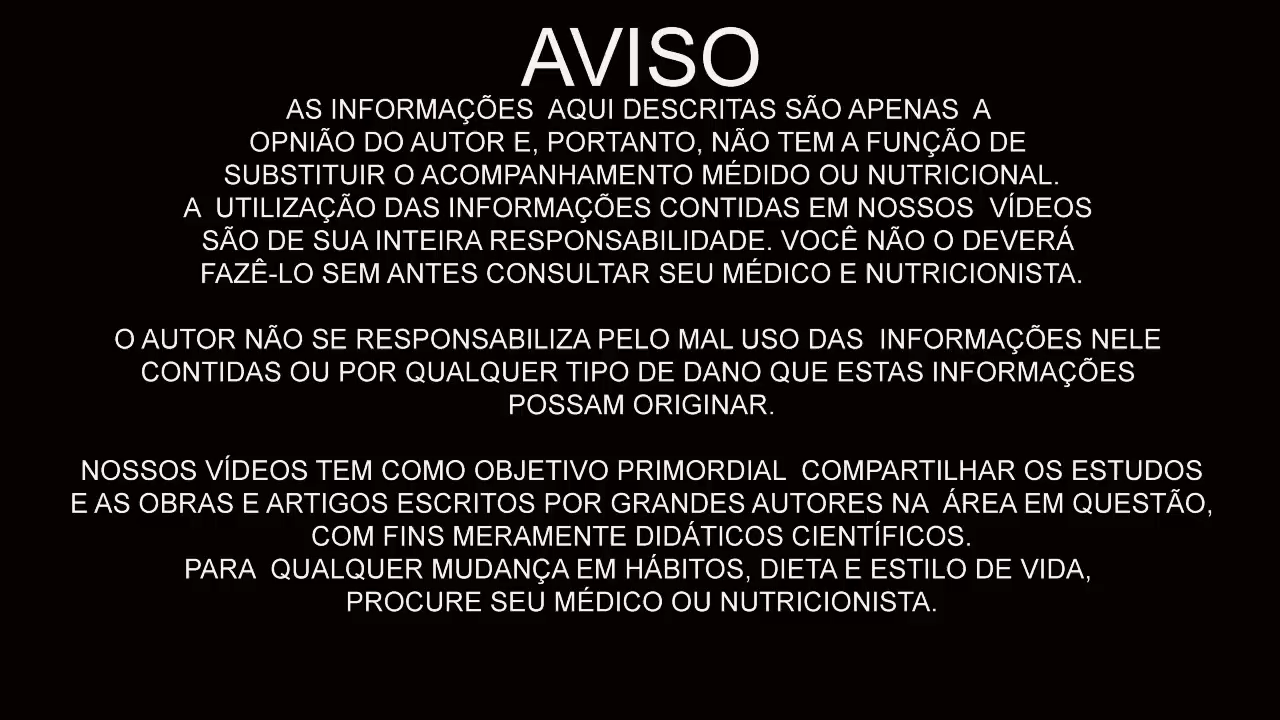 AVISO
AS INFORMAÇÕES AQUI DESCRITAS SÃO APENAS A
OPNIÃO DO AUTOR E, PORTANTO, NÃO TEM A FUNÇÃO DE
SUBSTITUIR O ACOMPANHAMENTO MÉDIDO OU NUTRICIONAL.
A UTILIZAÇÃO DAS INFORMAÇÕES CONTIDAS EM NOSSOS VÍDEOS
SÃO DE SUA INTEIRA RESPONSABILIDADE. VOCÊ NÃO O DEVERÁ
FAZÊ-LO SEM ANTES CONSULTAR SEU MÉDICO E NUTRICIONISTA.
O AUTOR NÃO SE RESPONSABILIZA PELO MAL USO DAS INFORMAÇÕES NELE
CONTIDAS OU POR QUALQUER TIPO DE DANO QUE ESTAS INFORMAÇÕES
POSSAM ORIGINAR.
NOSSOS VÍDEOS TEM COMO OBJETIVO PRIMORDIAL COMPARTILHAR OS ESTUDOS
E AS OBRAS E ARTIGOS ESCRITOS POR GRANDES AUTORES NA ÁREA EM QUESTÃO,
COM FINS MERAMENTE DIDÁTICOS CIENTÍFICOS.
PARA QUALQUER MUDANÇA EM HÁBITOS, DIETA E ESTILO DE VIDA,
PROCURE SEU MÉDICO OU NUTRICIONISTA.